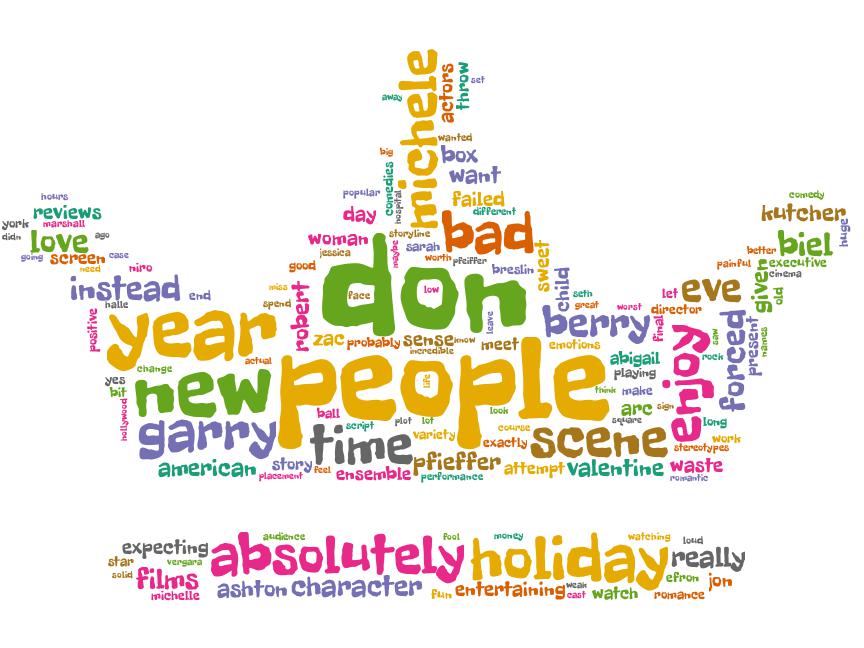 michele
actors
throw
set
away
wanted
big
box
comedies
want
hospital
popular
failed
day
different
bad
hours
reviews
york
marshall
didn
love
ago
going
screen
case
need
niro
comedy
kutcher
huge
better
biel
painful
executive
cinema
given
old
woman
storyline
maybe
sarah
jessica
worth
pfeiffer
sweet
good
breslin
child
don
face
low
leave
miss
spend
robert
instead
end
halle
positive
year
seth
great
worst
let
eve
director
final
berry
emotions
forced
present
names
saw
rock
enjoy
zac
probably
sense
know
incredible
meet
actual
change
yes
bit
hollywood
new
people
life
abigail
playing
think
make
arc
sign
square
long
work
stereotypes
ball
script
plot
lot
look
course
variety
exactly
scene
garry
time
american
story
placement
feel
ensemble
pfieffer
performance
attempt
valentine
waste
romantic
audience
fool
money
watching
loud
expecting
absolutely
holiday
really
star
vergara
solid
films
michelle
ashton
character
fun
entertaining
weak
cast
watch
efron
romance
jon